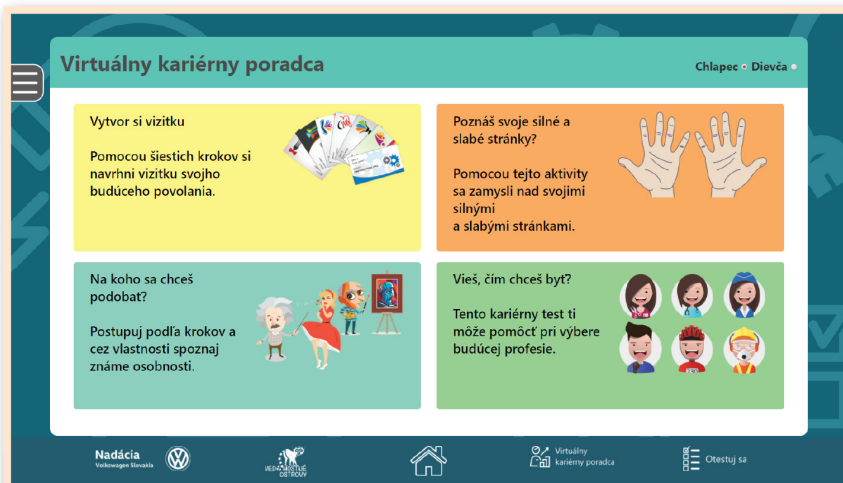 Virtuálny kariérny poradca
Chlapec Dievča
Vytvor si vizitku
Pomocou šiestich krokov si
navrhni vizitku svojho
budúceho povolania.
Poznáš svoje silné a
slabé stránky?
Pomocou tejto aktivity
sa zamysli nad svojimi
silnými
a slabými stránkami.
Na koho sa chceš
podobať?
Postupuj podľa krokov a
cez vlastnosti spoznaj
známe osobnosti.
Vieš, čím chceš byť?
Tento kariérny test ti
môže pomôcť pri výbere
budúcej profesie.
Nadácia
Volkswagen Slovakia
OSTROVY
Virtuálny
kariérny poradca
Otestuj sa